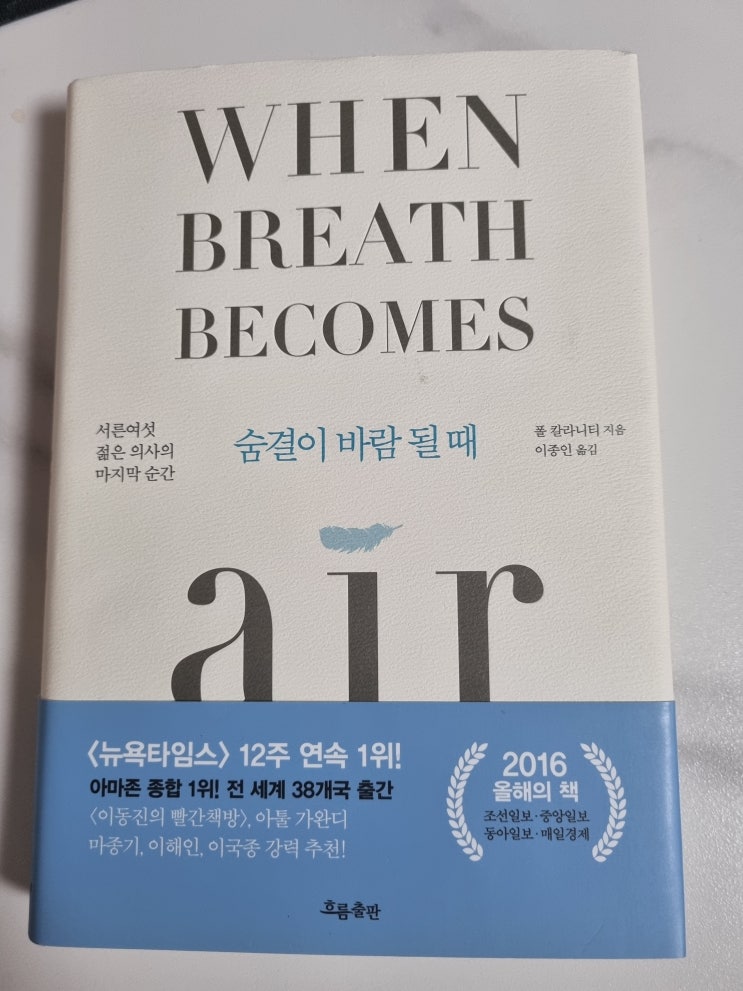 WHEN
BREATH
BECOMES
서른여섯
젊은 의사의
마지막 순간
숨결이 바람 될 때
폴 칼라니티 지음
이종인 옮김
air
〈뉴욕타임스〉 12주 연속 1위!
아마존 종합 1위! 전 세계 38개국 출간
〈이동진의 빨간책방〉, 아툴 가완디
마종기, 이해인, 이국종 강력 추천!
2016
올해의 책
조선일보·중앙일보
동아일보·매일경제
흐름출판